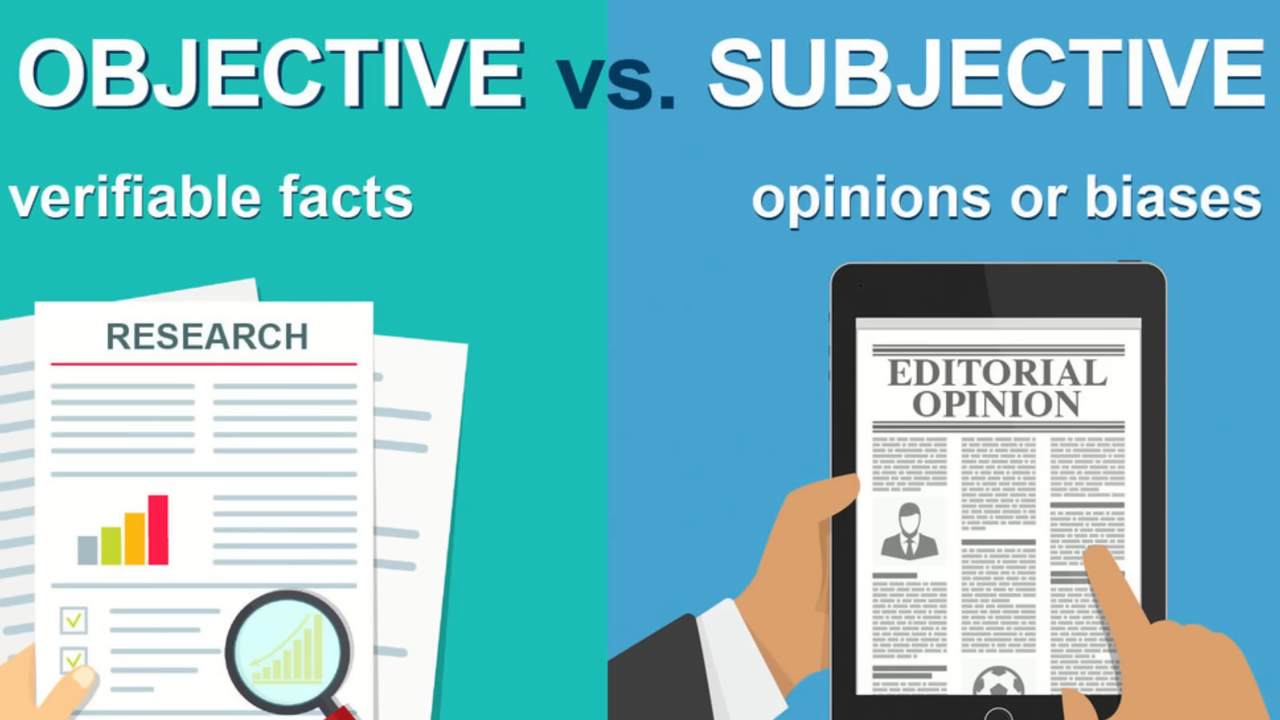 OBJECTIVE vs. SUBJECTIVE
verifiable facts
opinions or biases
RESEARCH
EDITORIAL
OPINION